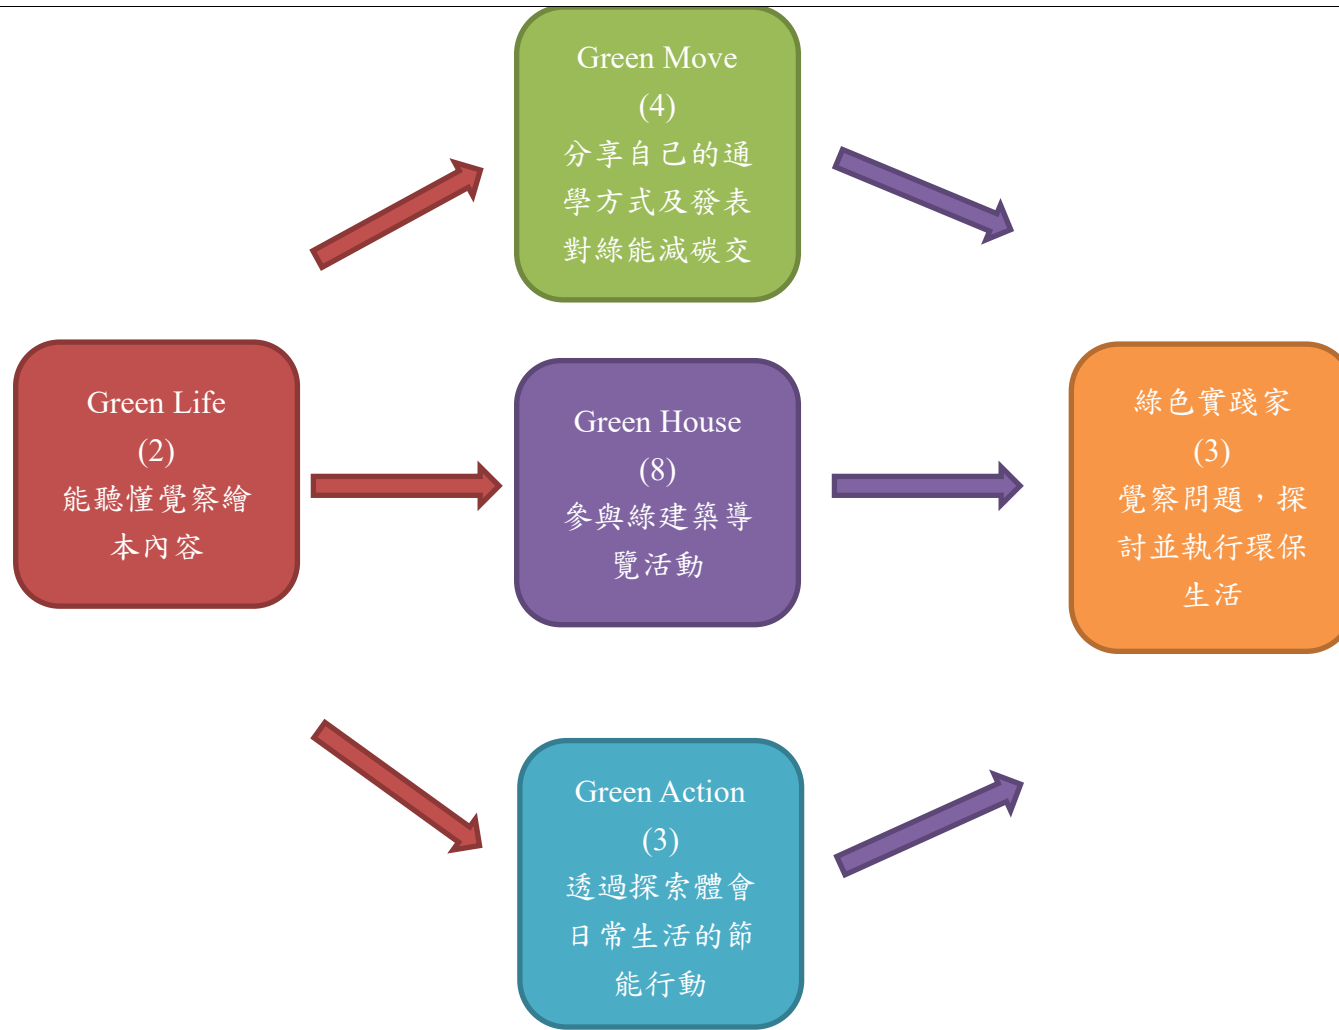 Green Move
(4)
分享自己的通
學方式及發表
對綠能減碳交
Green Life
(2)
能聽懂覺察繪
本內容
Green House
(8)
參與綠建築導
覽活動
綠色實踐家
(3)
覺察問題，探
討並執行環保
生活
Green Action
(3)
透過探索體會
日常生活的節
能行動